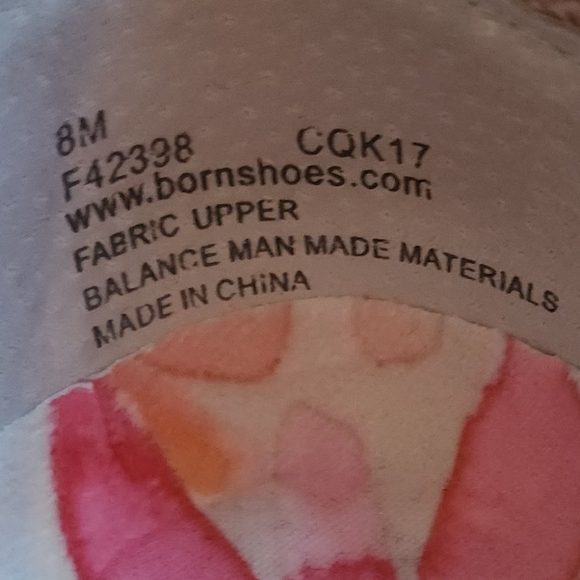 8M
F42398 CQK17
www.bornshoes.com
FABRIC UPPER
BALANCE MAN MADE MATERIALS
MADE IN CHiNA